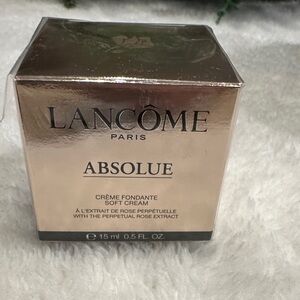 LANCÔME
PARIS
ABSOLUE
CRÈME FONDANTE
SOFT CREAM
À L'EXTRAIT DE ROSE PERPÉTUELLE
WITH THE PERPETUAL ROSE EXTRACT
℮ 15 ml 0.5 FL. OZ.